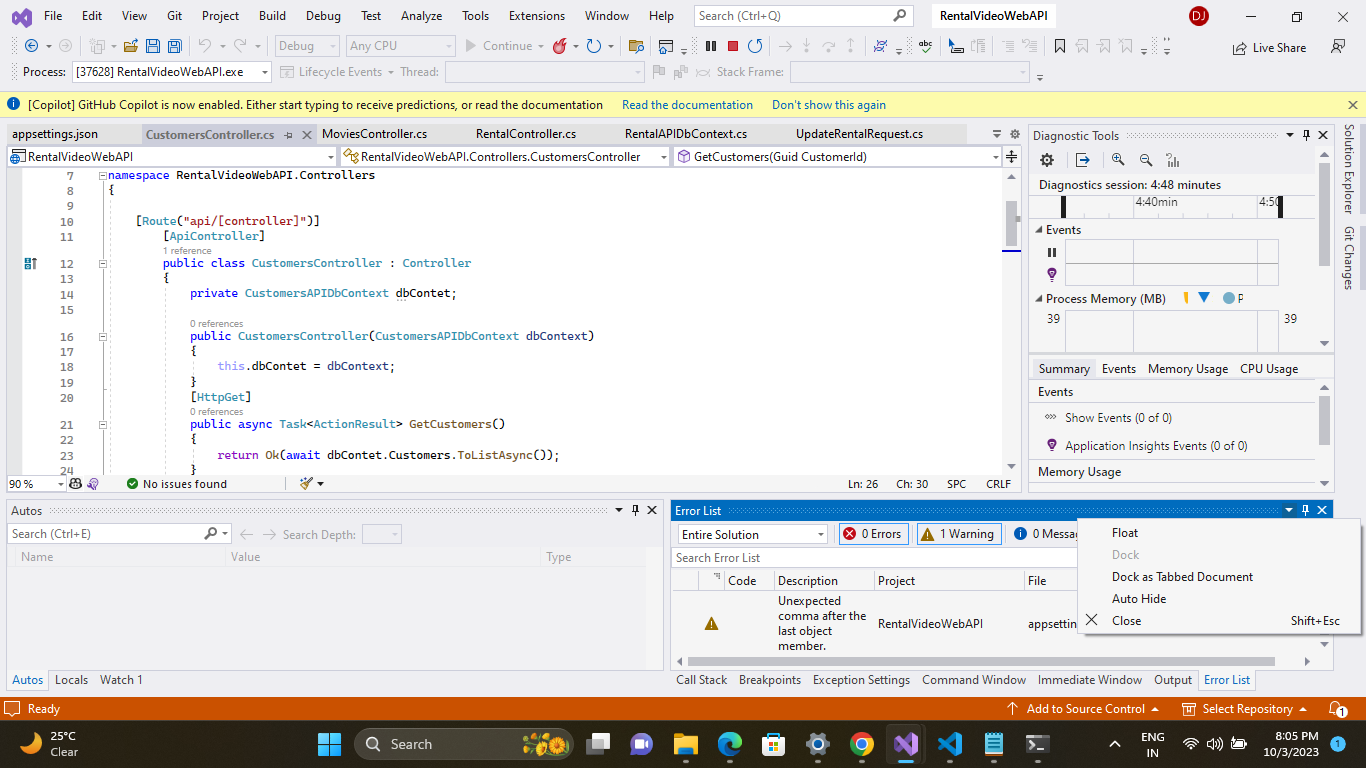 File Edit View Git Project Build Debug Test Analyze Tools Extensions Window Help Search (Ctrl+Q) RentalVideoWebAPI DJ
Debug Any CPU Continue Live Share
Process: [37628] RentalVideoWebAPI.exe Lifecycle Events Thread: Stack Frame:
[Copilot] GitHub Copilot is now enabled. Either start typing to receive predictions, or read the documentation Read the documentation Don't show this again
appsettings.json CustomersController.cs MoviesController.cs RentalController.cs RentalAPIDbContext.cs UpdateRentalRequest.cs
RentalVideoWebAPI RentalVideoWebAPI.Controllers.CustomersController GetCustomers(Guid CustomerId)
7 namespace RentalVideoWebAPI.Controllers
8 {
9
10 [Route("api/[controller]")]
11 [ApiController]
1 reference
12 public class CustomersController : Controller
13 {
14 private CustomersAPIDbContext dbContet;
15
0 references
16 public CustomersController(CustomersAPIDbContext dbContext)
17 {
18 this.dbContet = dbContext;
19 }
20 [HttpGet]
0 references
21 public async Task<ActionResult> GetCustomers()
22 {
23 return Ok(await dbContet.Customers.ToListAsync());
24 }
90 % No issues found Ln: 26 Ch: 30 SPC CRLF
Diagnostic Tools
Diagnostics session: 4:48 minutes
4:40min 4:50
Events
Process Memory (MB) P
39 39
Summary Events Memory Usage CPU Usage
Events
Show Events (0 of 0)
Application Insights Events (0 of 0)
Memory Usage
Solution Explorer
Git Changes
Autos
Search (Ctrl+E) Search Depth:
Name Value Type
Autos Locals Watch 1
Error List
Entire Solution 0 Errors 1 Warning 0 Messag
Search Error List
Code Description Project File
Unexpected
comma after the
last object
member.
RentalVideoWebAPI appsettin
Float
Dock
Dock as Tabbed Document
Auto Hide
Close Shift+Esc
Call Stack Breakpoints Exception Settings Command Window Immediate Window Output Error List
Ready Add to Source Control Select Repository 1
25°C
Clear
Search
ENG
IN
8:05 PM
10/3/2023
1